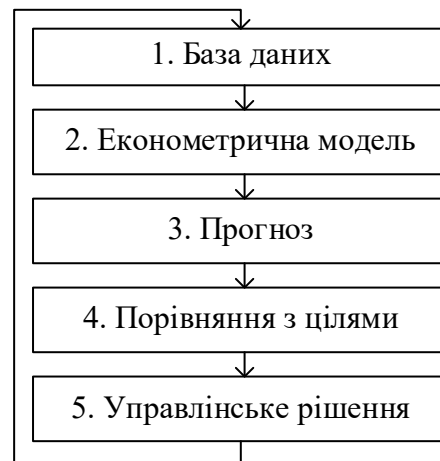 1. База даних
2. Економетрична модель
3. Прогноз
4. Порівняння з цілями
5. Управлінське рішення